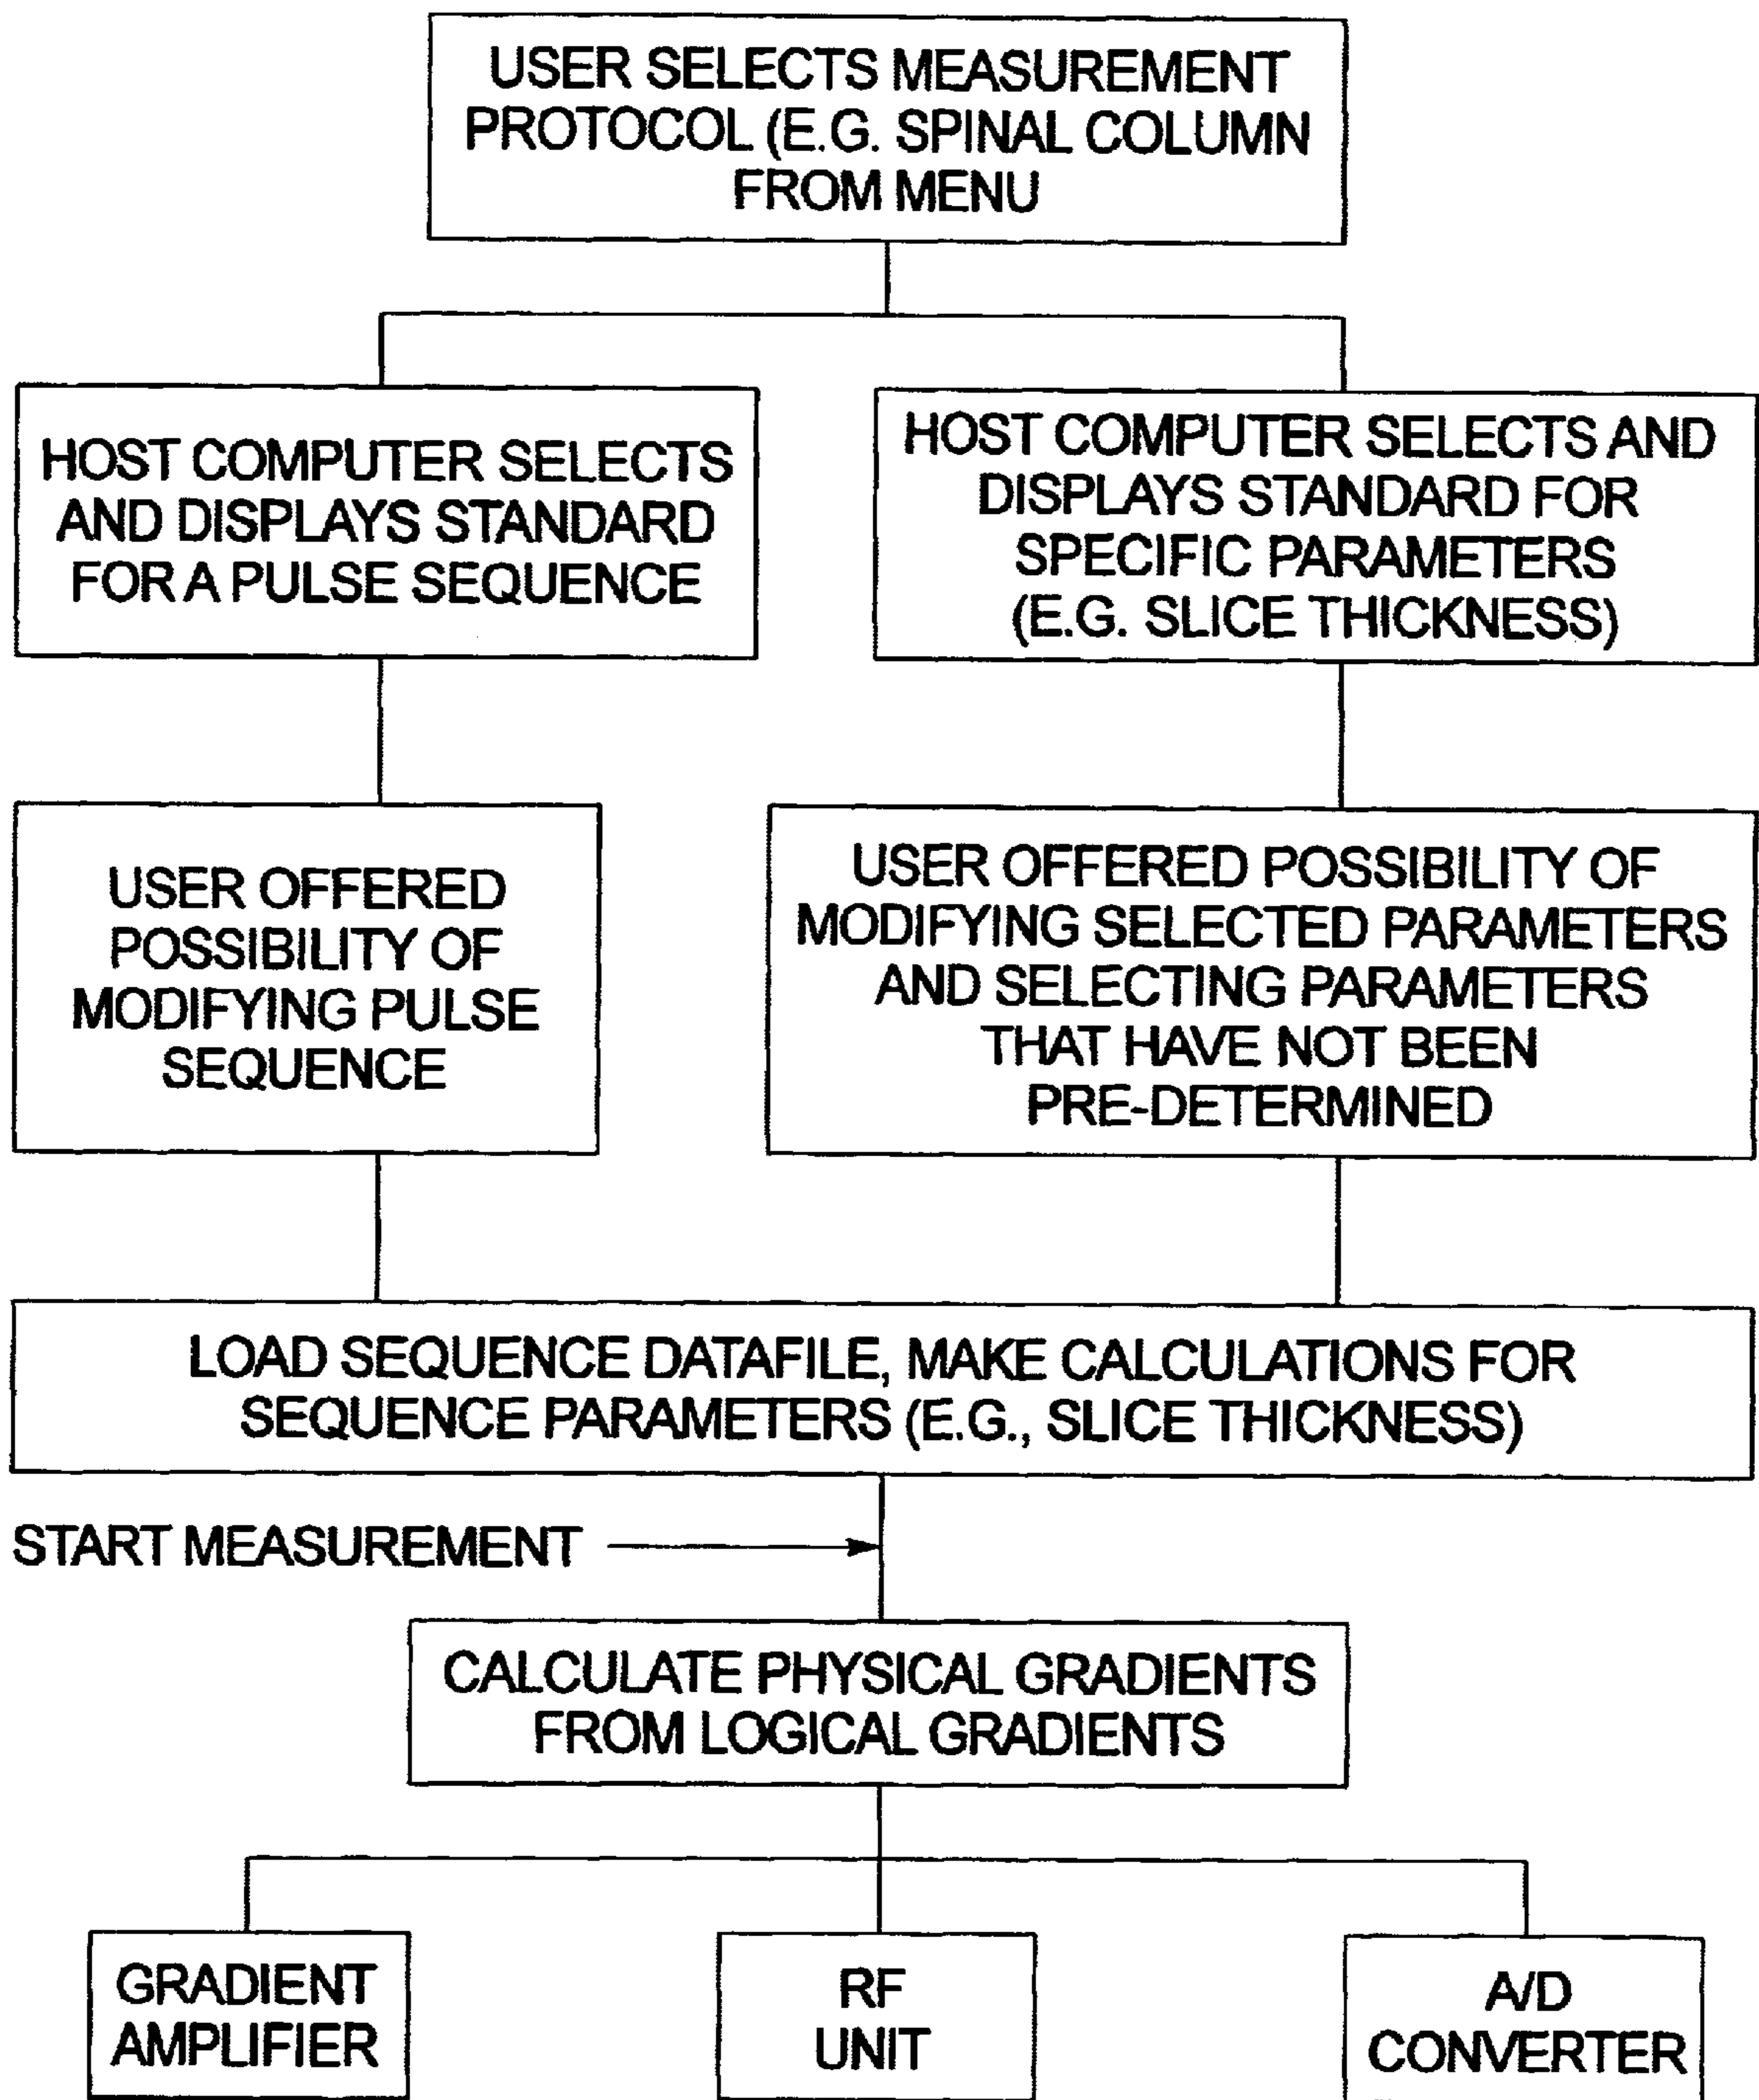 USER SELECTS MEASUREMENT
PROTOCOL (E.G. SPINAL COLUMN
FROM MENU
HOST COMPUTER SELECTS
AND DISPLAYS STANDARD
FOR A PULSE SEQUENCE
HOST COMPUTER SELECTS AND
DISPLAYS STANDARD FOR
SPECIFIC PARAMETERS
(E.G. SLICE THICKNESS)
USER OFFERED
POSSIBILITY OF
MODIFYING PULSE
SEQUENCE
USER OFFERED POSSIBILITY OF
MODIFYING SELECTED PARAMETERS
AND SELECTING PARAMETERS
THAT HAVE NOT BEEN
PRE-DETERMINED
LOAD SEQUENCE DATAFILE, MAKE CALCULATIONS FOR
SEQUENCE PARAMETERS (E.G., SLICE THICKNESS)
START MEASUREMENT
CALCULATE PHYSICAL GRADIENTS
FROM LOGICAL GRADIENTS
GRADIENT
AMPLIFIER
RF
UNIT
A/D
CONVERTER